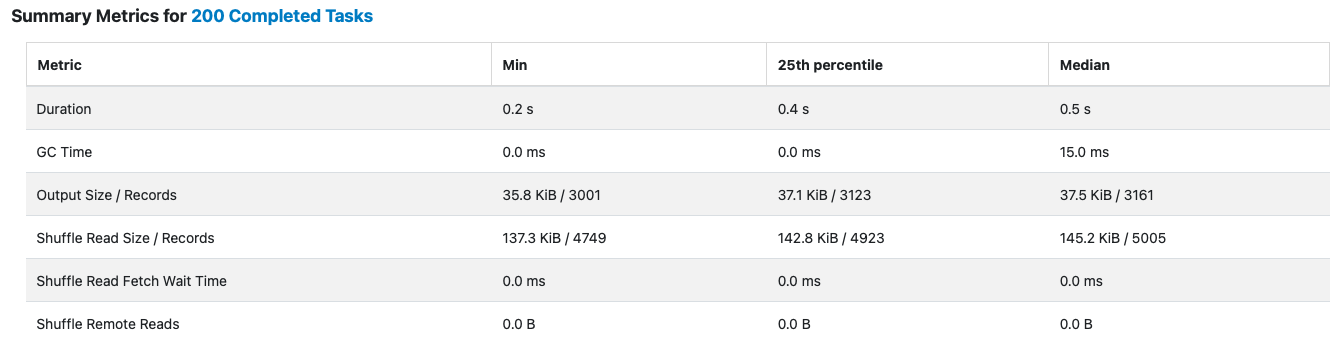 Summary Metrics for 200 Completed Tasks
Metric Min 25th percentile Median
Duration 0.2 s 0.4 s 0.5 s
GC Time 0.0 ms 0.0 ms 15.0 ms
Output Size / Records 35.8 KiB / 3001 37.1 KiB / 3123 37.5 KiB / 3161
Shuffle Read Size / Records 137.3 KiB / 4749 142.8 KiB / 4923 145.2 KiB / 5005
Shuffle Read Fetch Wait Time 0.0 ms 0.0 ms 0.0 ms
Shuffle Remote Reads 0.0 B 0.0 B 0.0 B